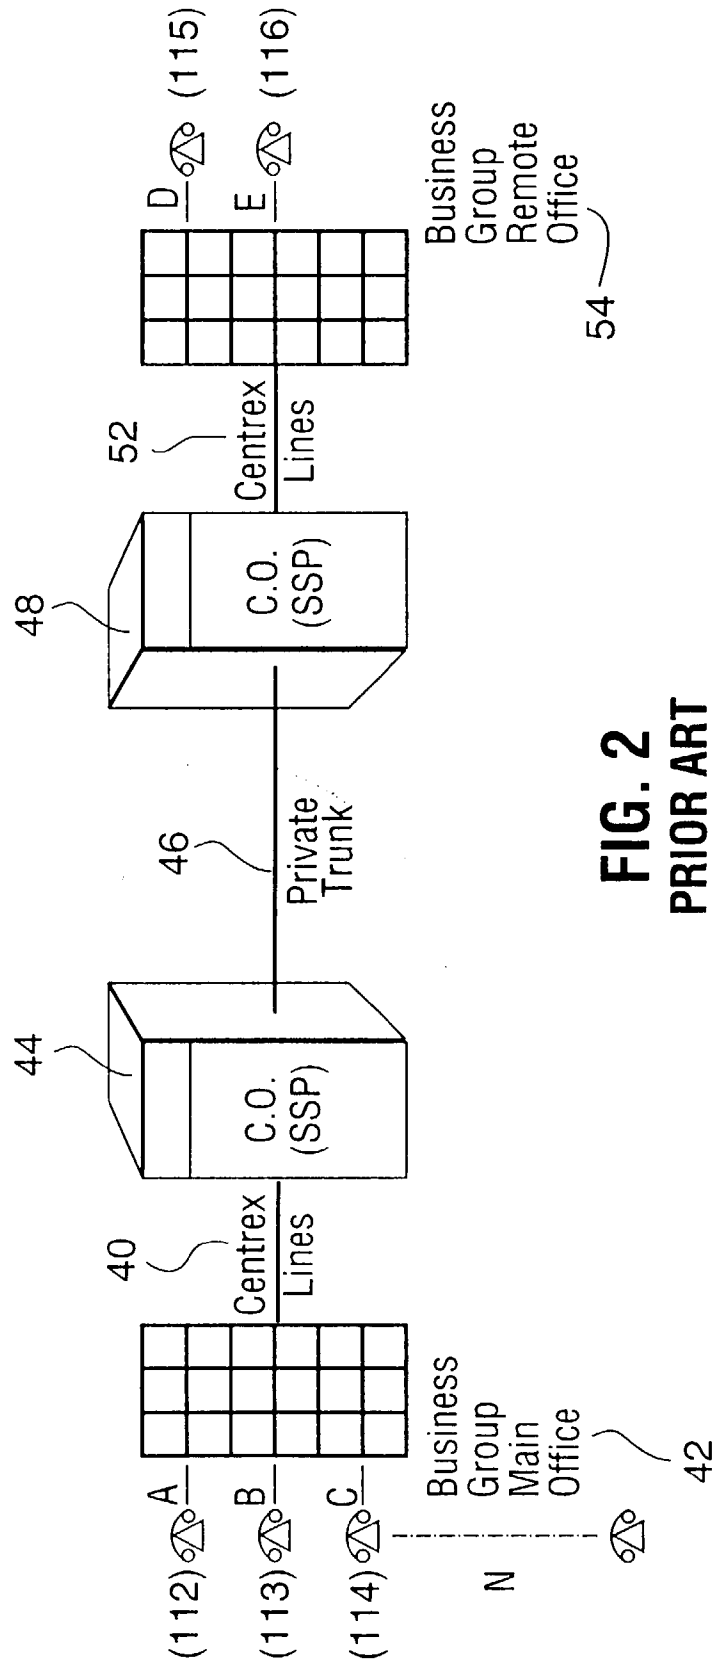 (112)
A
(113)
B
(114)
C
N
Business
Group
Main
Office
42
40
Centrex
Lines
44
C.O.
(SSP)
46
Private
Trunk
48
C.O.
(SSP)
52
Centrex
Lines
D
(115)
E
(116)
Business
Group
Remote
Office
54
FIG. 2
PRIOR ART